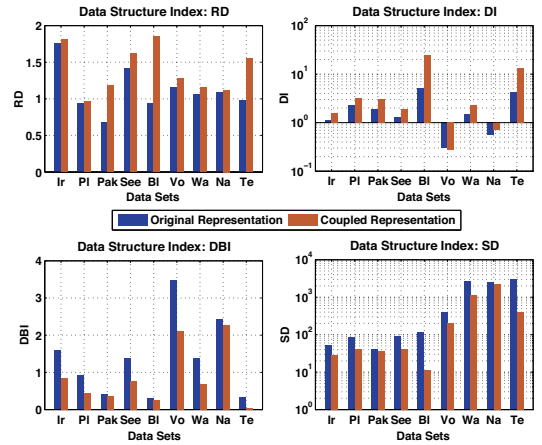 Data Structure Index: RD
2
1.5
1
0.5
0
RD
Ir Pl Pak See Bl Vo Wa Na Te
Data Sets
Data Structure Index: DI
10^2
10^1
10^0
10^-1
DI
Ir Pl Pak See Bl Vo Wa Na Te
Data Sets
Original Representation Coupled Representation
Data Structure Index: DBI
4
3
2
1
0
DBI
Ir Pl Pak See Bl Vo Wa Na Te
Data Sets
Data Structure Index: SD
10^4
10^3
10^2
10^1
10^0
SD
Ir Pl Pak See Bl Vo Wa Na Te
Data Sets